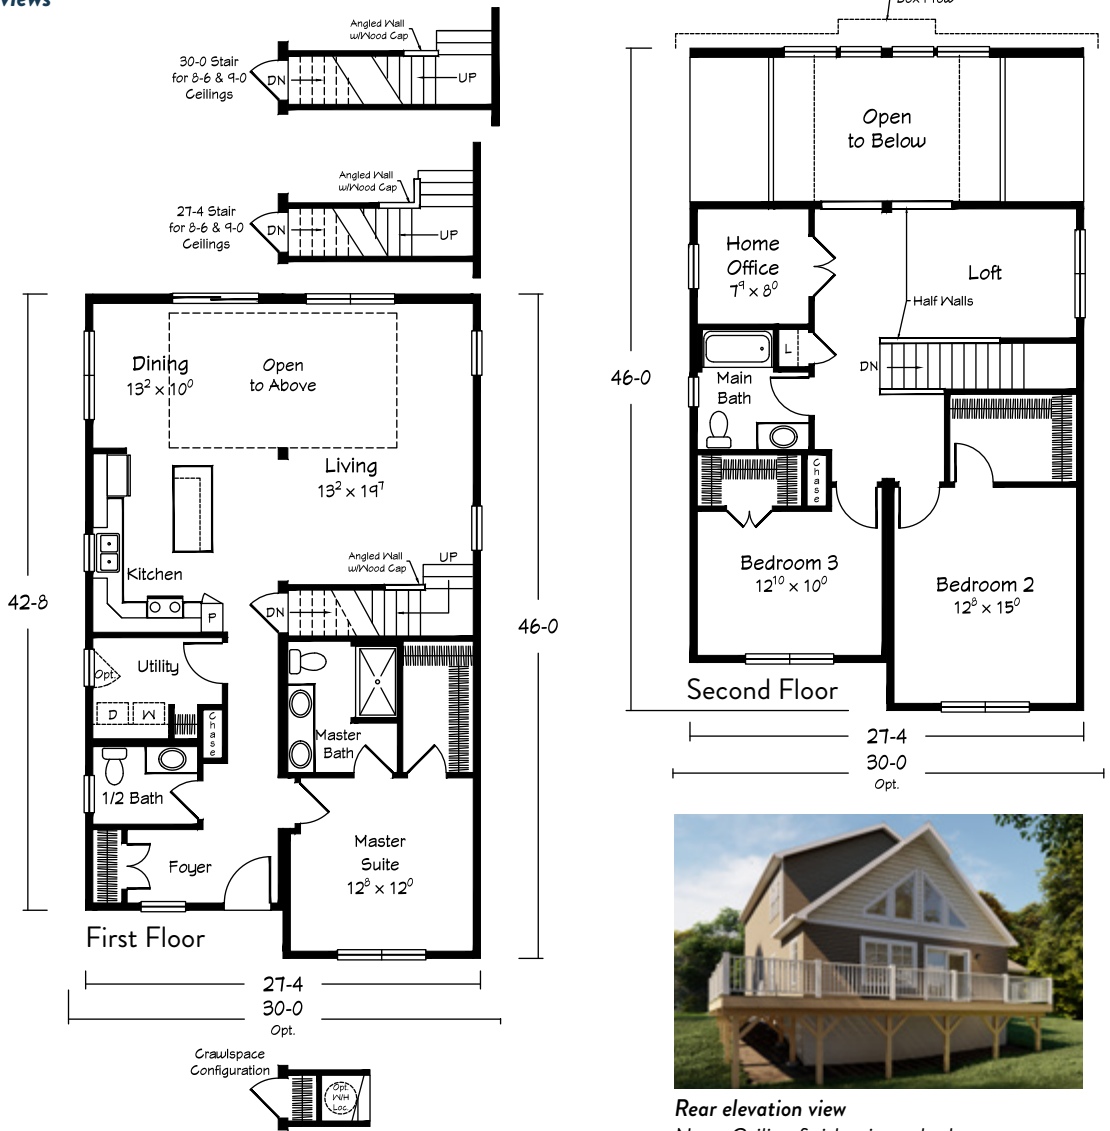 views
Angled Wall
w/Wood Cap
30-0 Stair
for 8-6 & 9-0
Ceilings
DN
UP
Angled Wall
w/Wood Cap
27-4 Stair
for 8-6 & 9-0
Ceilings
DN
UP
Dining
13² x 10⁰
Open
to Above
Living
13² x 19⁷
Kitchen
Angled Wall
w/Wood Cap
UP
DN
P
42-8
46-0
Opt.
Utility
D
W
Chase
Master
Bath
1/2 Bath
Foyer
Master
Suite
12⁸ x 12⁰
First Floor
27-4
30-0
Opt.
Crawlspace
Configuration
Opt.
W/H
Loc.
Open
to Below
Home
Office
7⁹ x 8⁰
Loft
Half Walls
L
DN
Main
Bath
46-0
Chase
Bedroom 3
12¹⁰ x 10⁰
Bedroom 2
12⁸ x 15⁰
Second Floor
27-4
30-0
Opt.
Rear elevation view